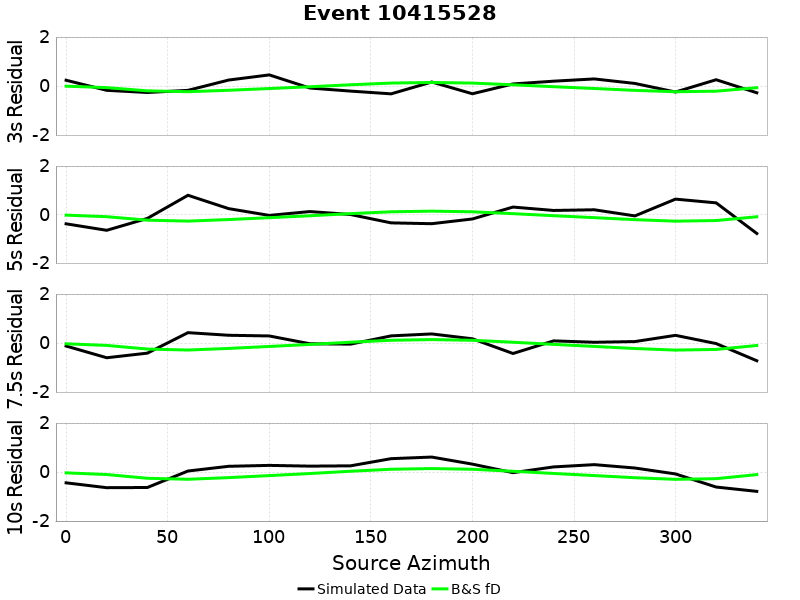 Event 10415528
3s Residual
2
0
-2
5s Residual
2
0
-2
7.5s Residual
2
0
-2
10s Residual
2
0
-2
0 50 100 150 200 250 300
Source Azimuth
Simulated Data B&S fD